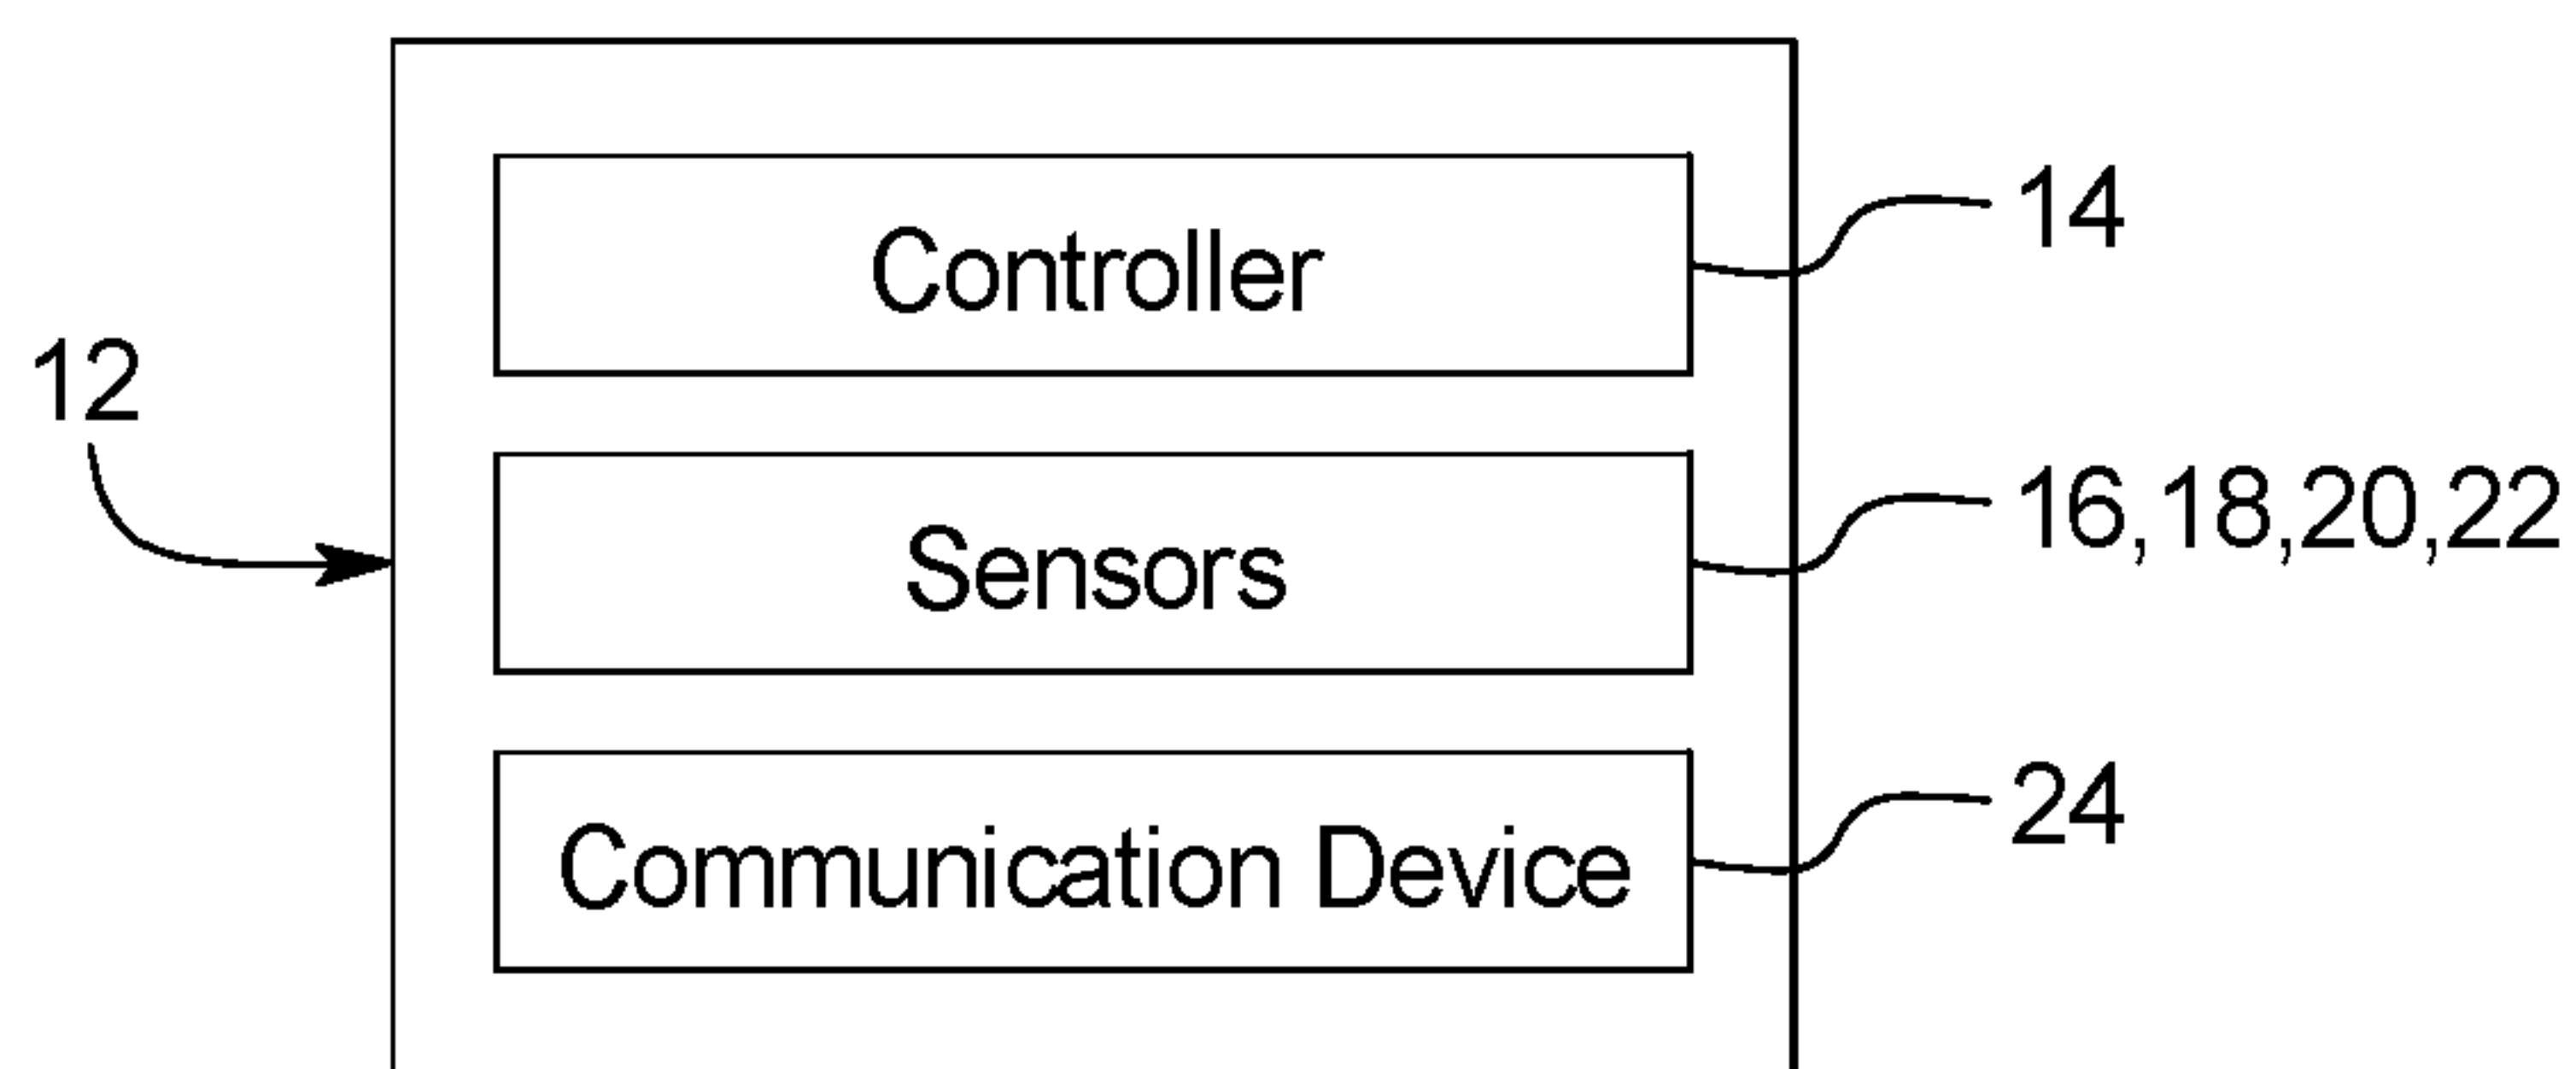 Controller
14
12
Sensors
16,18,20,22
Communication Device
24